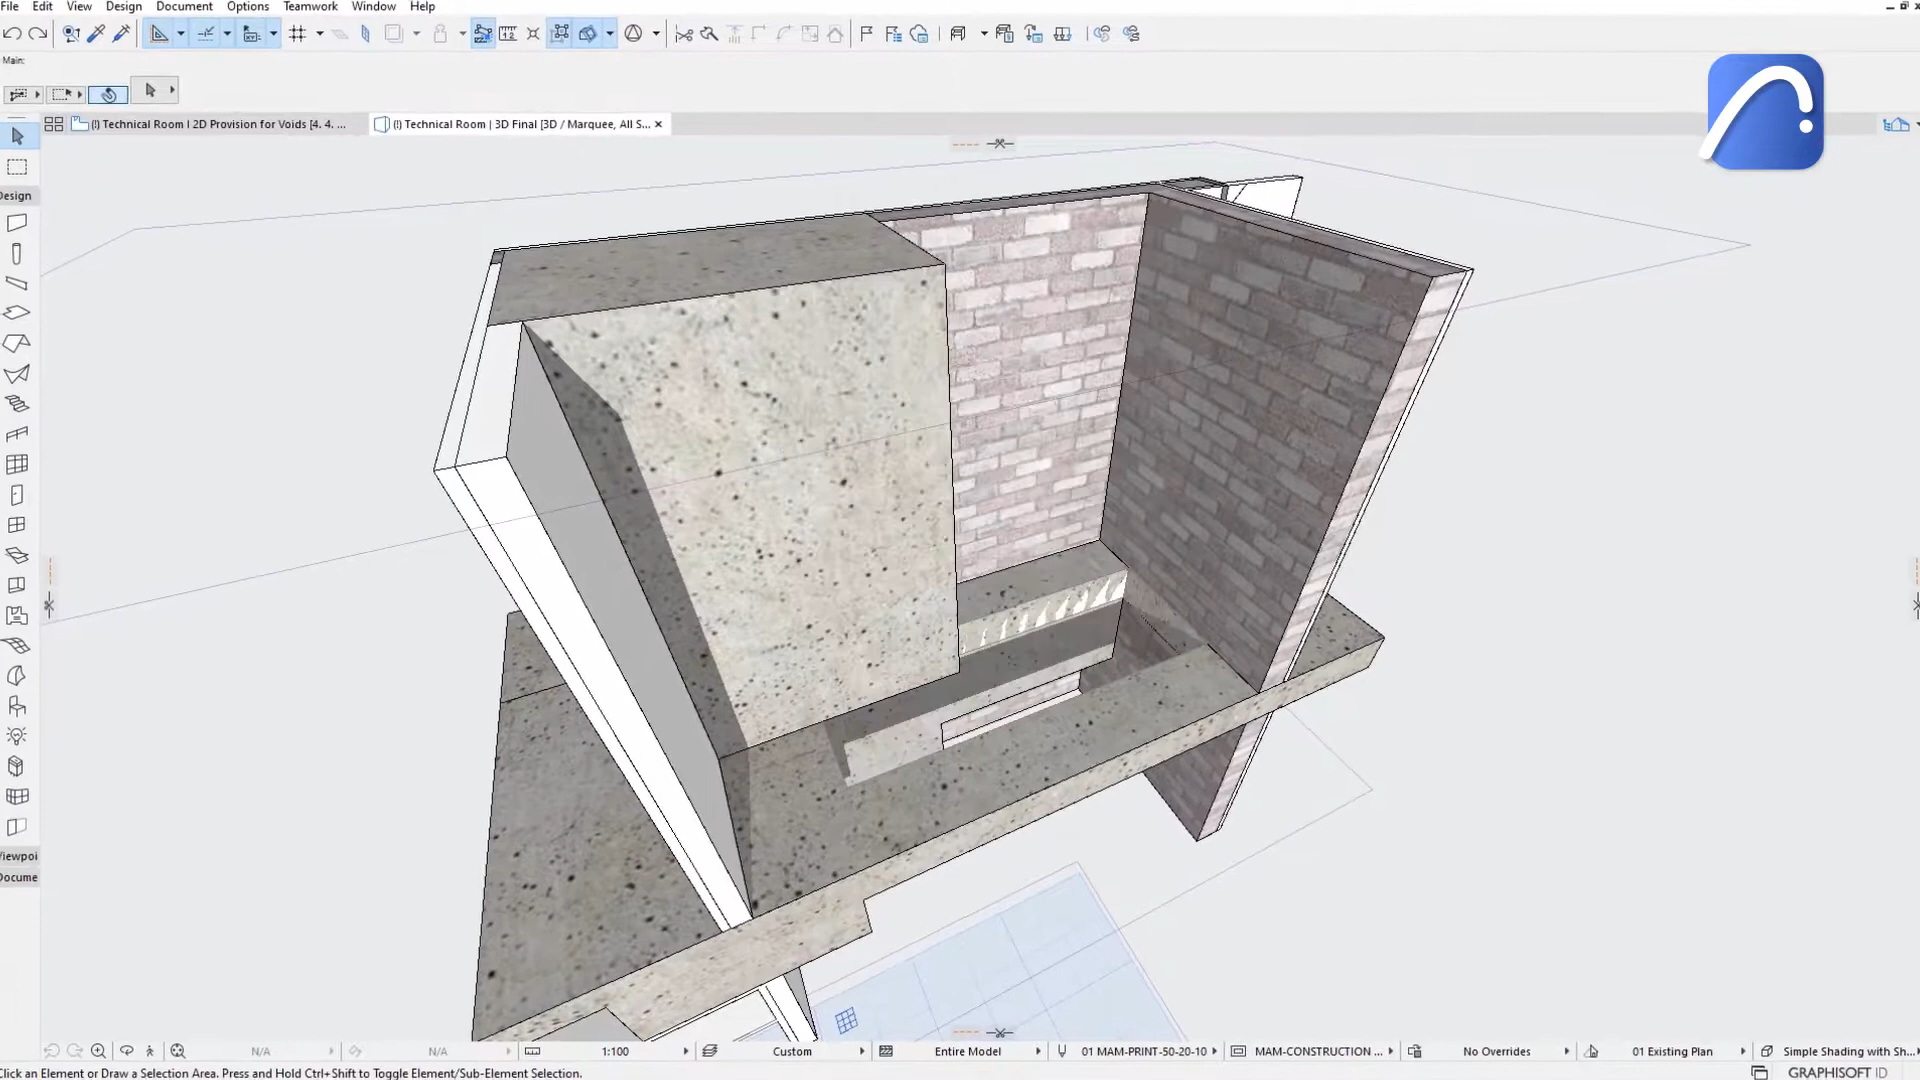 File Edit View Design Document Options Teamwork Window Help
Main:
(!) Technical Room I 2D Provision for Voids [4. 4. ...
(!) Technical Room | 3D Final [3D / Marquee, All S...
Design
Viewpoi
Docume
N/A
N/A
1:100
Custom
Entire Model
01 MAM-PRINT-50-20-10
MAM-CONSTRUCTION ...
No Overrides
01 Existing Plan
Simple Shading with Sh...
Click an Element or Draw a Selection Area. Press and Hold Ctrl+Shift to Toggle Element/Sub-Element Selection.
GRAPHISOFT ID